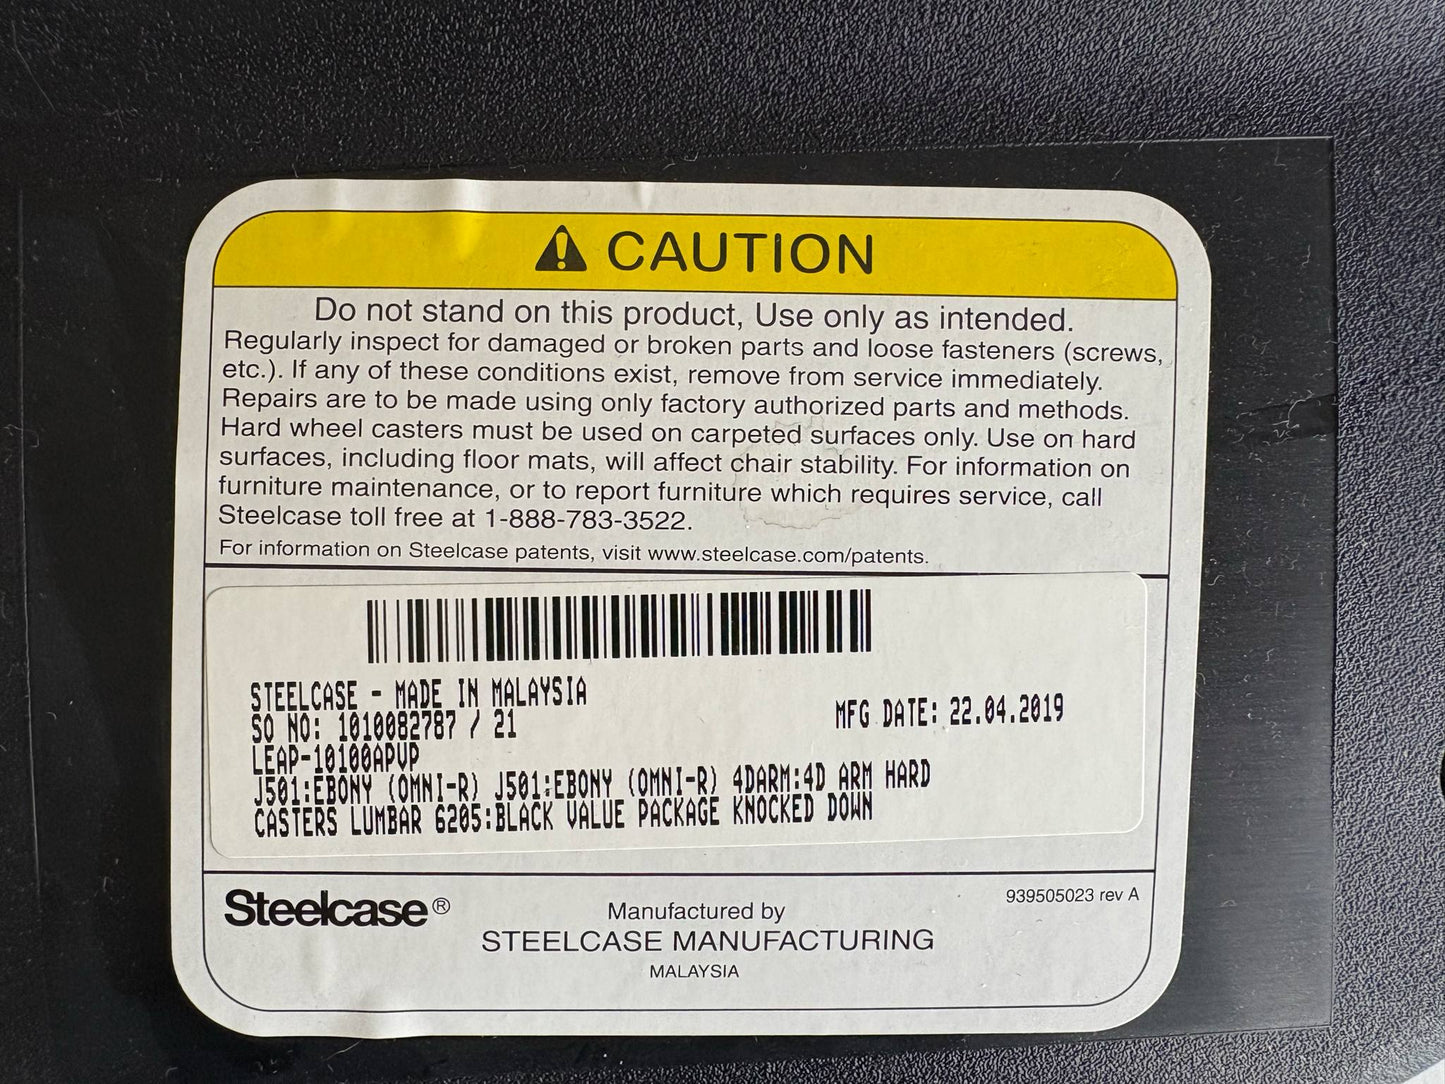 CAUTION
Do not stand on this product, Use only as intended.
Regularly inspect for damaged or broken parts and loose fasteners (screws,
etc.). If any of these conditions exist, remove from service immediately.
Repairs are to be made using only factory authorized parts and methods.
Hard wheel casters must be used on carpeted surfaces only. Use on hard
surfaces, including floor mats, will affect chair stability. For information on
furniture maintenance, or to report furniture which requires service, call
Steelcase toll free at 1-888-783-3522.
For information on Steelcase patents, visit www.steelcase.com/patents.
STEELCASE - MADE IN MALAYSIA
SO NO: 1010082787 / 21
MFG DATE: 22.04.2019
LEAP-10100APVP
J501:EBONY (OMNI-R) J501:EBONY (OMNI-R) 4DARM:4D ARM HARD
CASTERS LUMBAR 6205:BLACK VALUE PACKAGE KNOCKED DOWN
Steelcase®
939505023 rev A
Manufactured by
STEELCASE MANUFACTURING
MALAYSIA